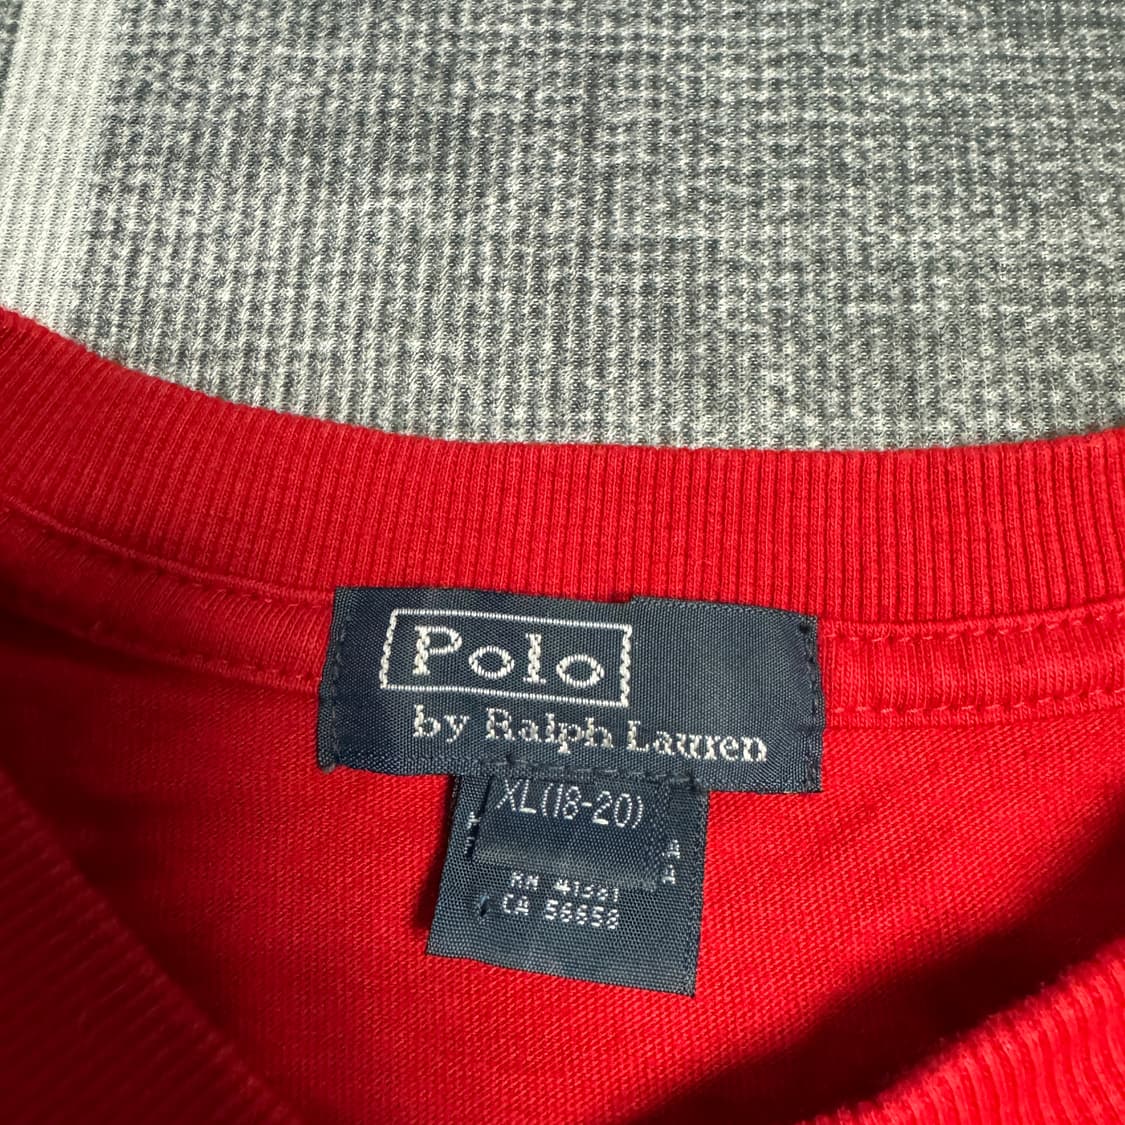 Polo
by Ralph Lauren
XL(18-20)
RN 41381
CA 56658